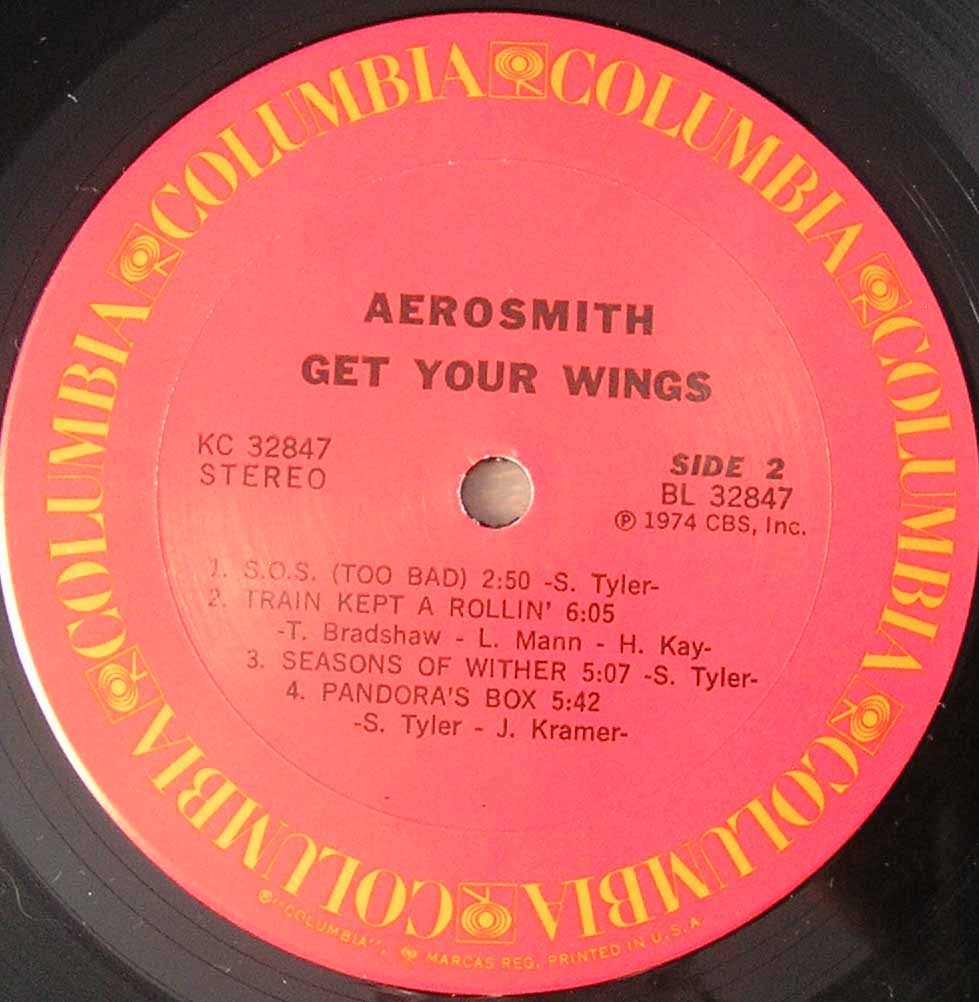 COLUMBIA COLUMBIA COLUMBIA COLUMBIA COLUMBIA COLUMBIA
AEROSMITH
GET YOUR WINGS
KC 32847
STEREO
SIDE 2
BL 32847
℗ 1974 CBS, Inc.
1. S.O.S. (TOO BAD) 2:50 -S. Tyler-
2. TRAIN KEPT A ROLLIN' 6:05
-T. Bradshaw - L. Mann - H. Kay-
3. SEASONS OF WITHER 5:07 -S. Tyler-
4. PANDORA'S BOX 5:42
-S. Tyler - J. Kramer-
® "COLUMBIA", MARCAS REG. PRINTED IN U.S.A